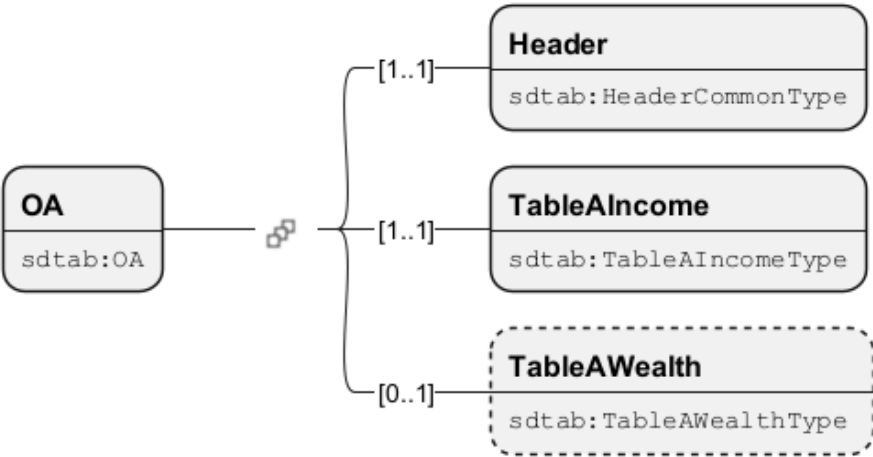 Header
[1..1]
sdtab:HeaderCommonType
OA
sdtab:OA
TableAIncome
[1..1]
sdtab:TableAIncomeType
TableAWealth
[0..1]
sdtab:TableAWealthType